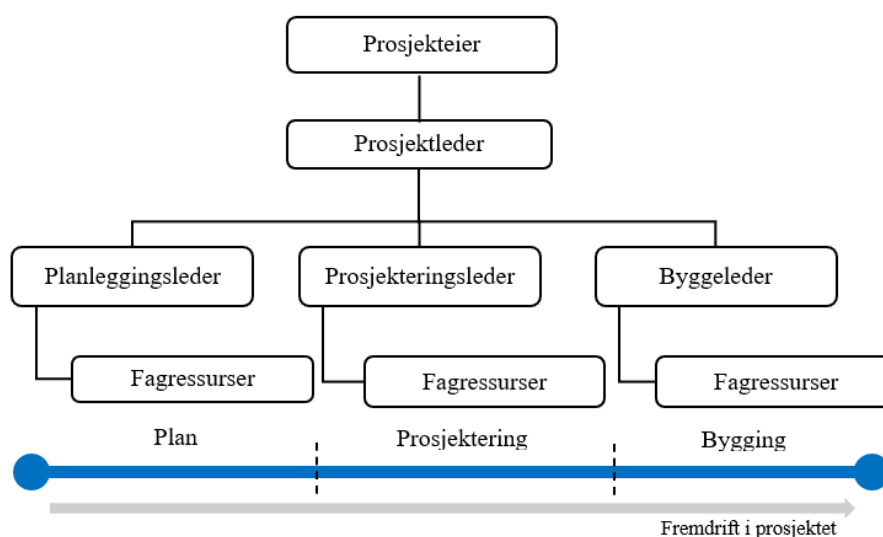 Prosjekteier
Prosjektleder
Planleggingsleder
Prosjekteringsleder
Byggeleder
Fagressurser
Fagressurser
Fagressurser
Plan
Prosjektering
Bygging
Fremdrift i prosjektet